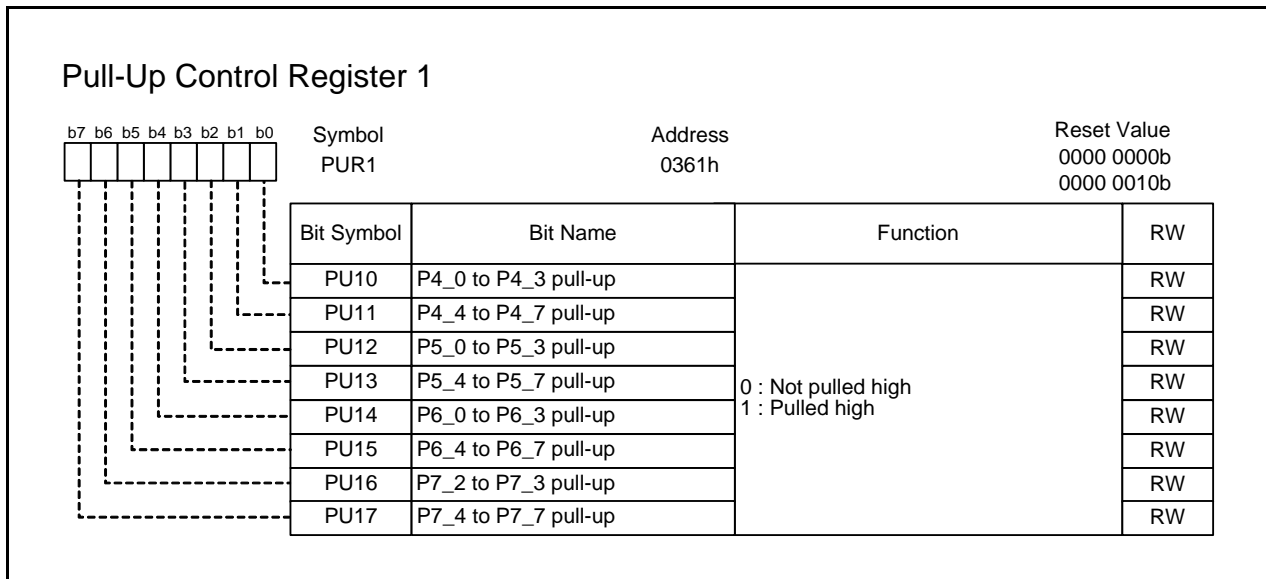 Pull-Up Control Register 1
b7 b6 b5 b4 b3 b2 b1 b0 Symbol Address Reset Value
PUR1 0361h 0000 0000b
0000 0010b
Bit Symbol Bit Name Function RW
PU10 P4_0 to P4_3 pull-up RW
PU11 P4_4 to P4_7 pull-up RW
PU12 P5_0 to P5_3 pull-up RW
PU13 P5_4 to P5_7 pull-up 0 : Not pulled high RW
PU14 P6_0 to P6_3 pull-up 1 : Pulled high RW
PU15 P6_4 to P6_7 pull-up RW
PU16 P7_2 to P7_3 pull-up RW
PU17 P7_4 to P7_7 pull-up RW